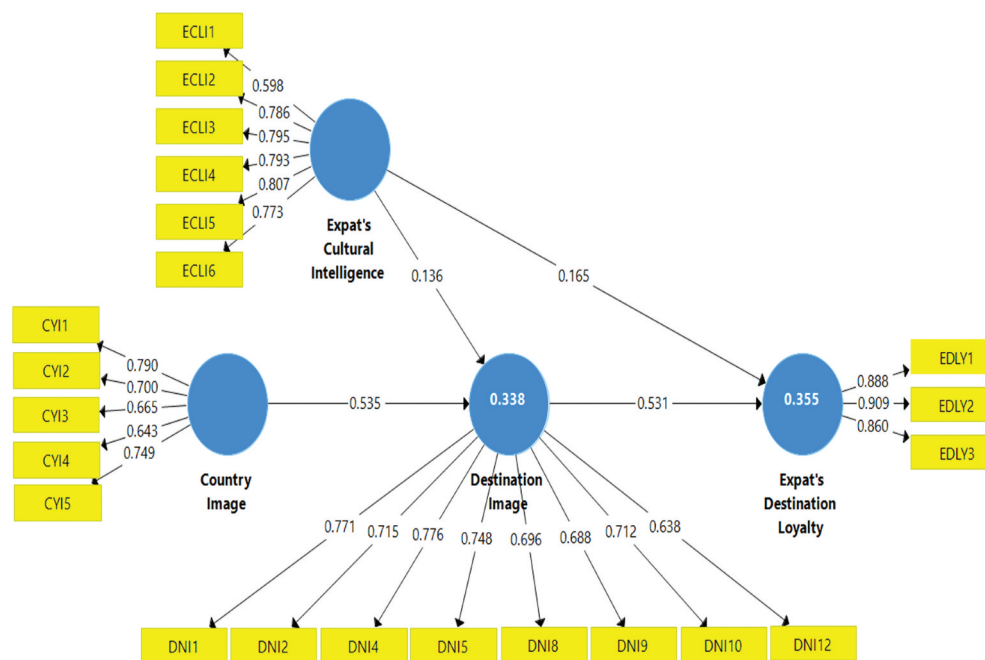 ECLI1
ECLI2
ECLI3
ECLI4
ECLI5
ECLI6
0.598
0.786
0.795
0.793
0.807
0.773
Expat's
Cultural
Intelligence
0.136
0.165
CYI1
CYI2
CYI3
CYI4
CYI5
0.790
0.700
0.665
0.643
0.749
Country
Image
0.535
0.338
Destination
Image
0.531
0.355
Expat's
Destination
Loyalty
0.888
0.909
0.860
EDLY1
EDLY2
EDLY3
0.771
0.715
0.776
0.748
0.696
0.688
0.712
0.638
DNI1
DNI2
DNI4
DNI5
DNI8
DNI9
DNI10
DNI12